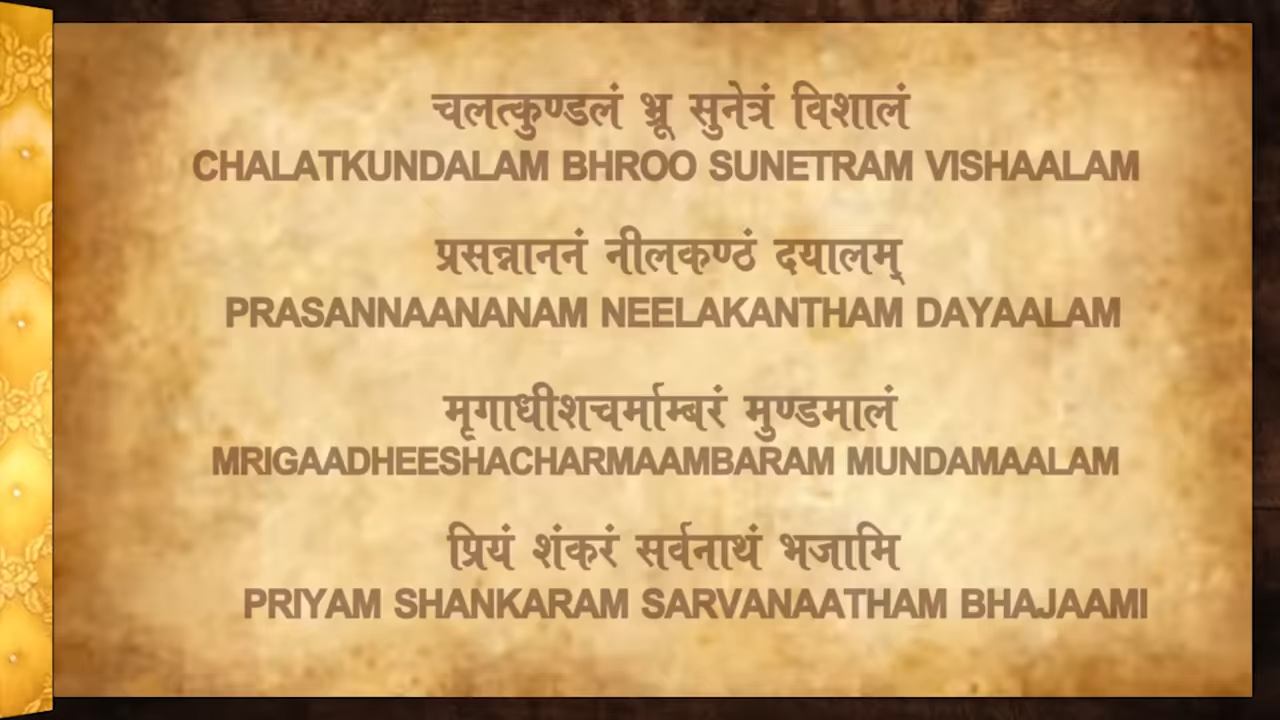 चलत्कुण्डलं भ्रू सुनेत्रं विशालं
CHALATKUNDALAM BHROO SUNETRAM VISHAALAM
प्रसन्नाननं नीलकण्ठं दयालम्
PRASANNAANANAM NEELAKANTHAM DAYAALAM
मृगाधीशचर्माम्बरं मुण्डमालं
MRIGAADHEESHACHARMAAMBARAM MUNDAMAALAM
प्रियं शंकरं सर्वनाथं भजामि
PRIYAM SHANKARAM SARVANAATHAM BHAJAAMI